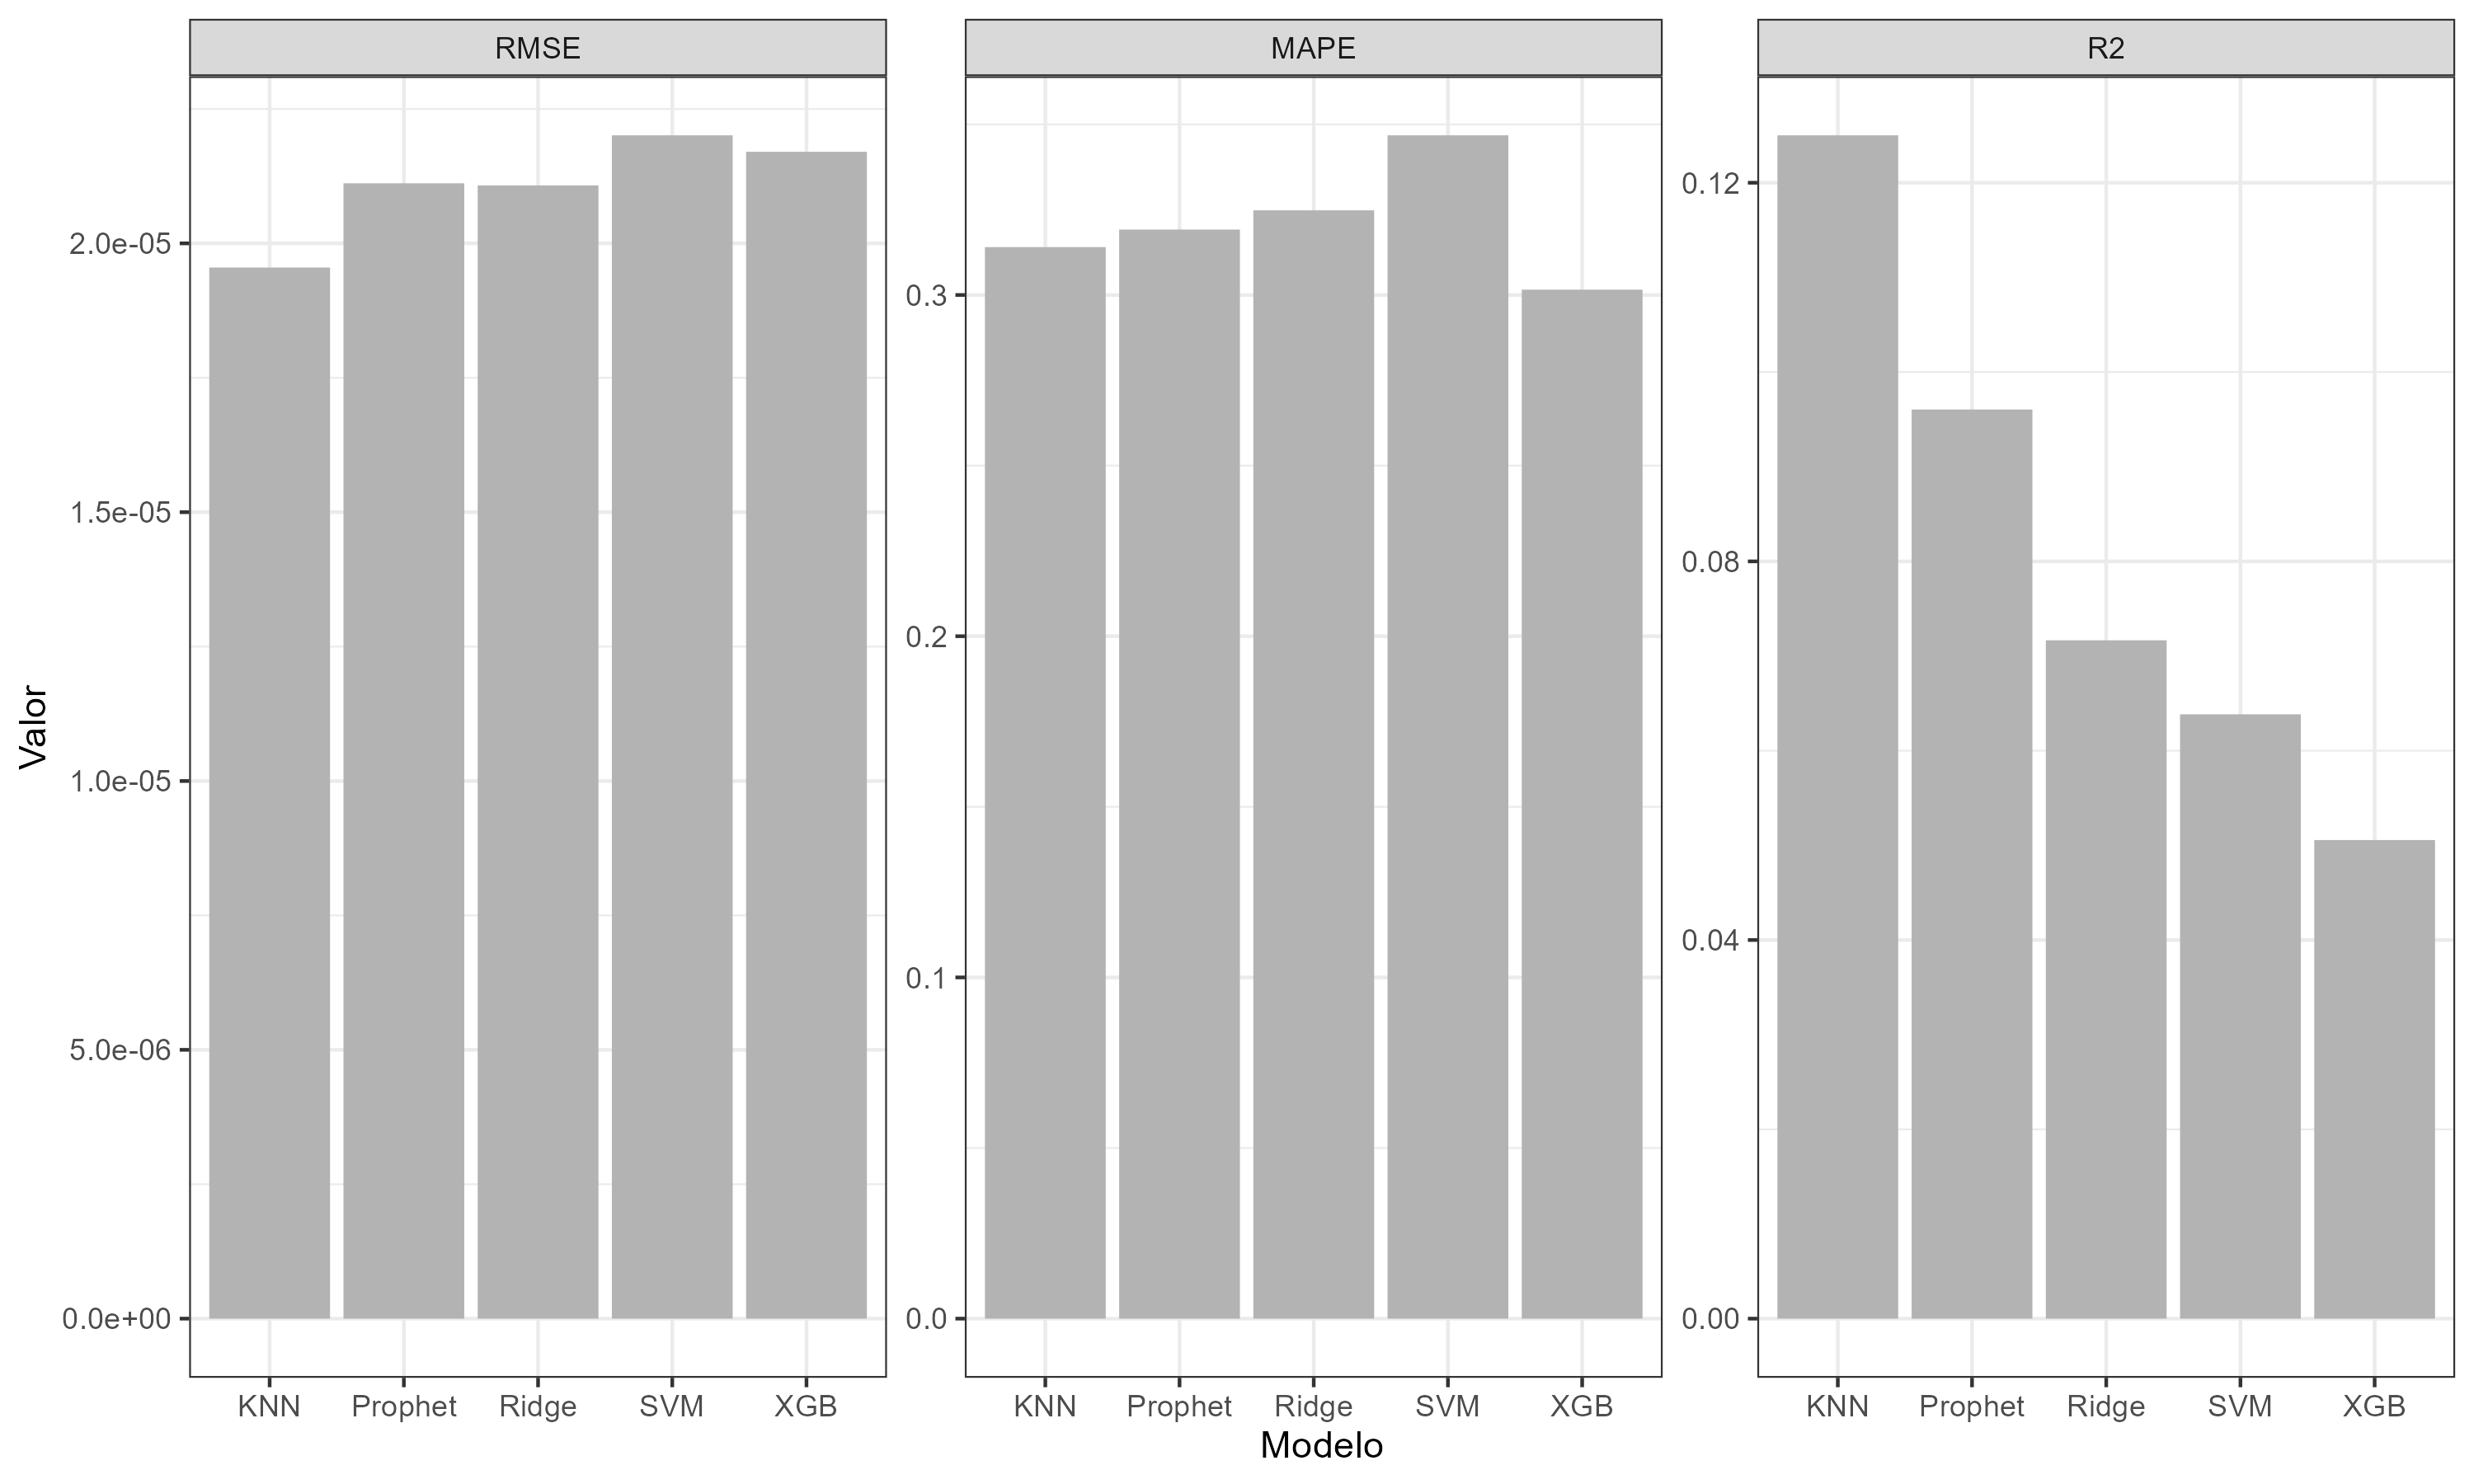 RMSE
MAPE
R2
Valor
2.0e-05
1.5e-05
1.0e-05
5.0e-06
0.0e+00
0.3
0.2
0.1
0.0
0.12
0.08
0.04
0.00
KNN Prophet Ridge SVM XGB
KNN Prophet Ridge SVM XGB
KNN Prophet Ridge SVM XGB
Modelo